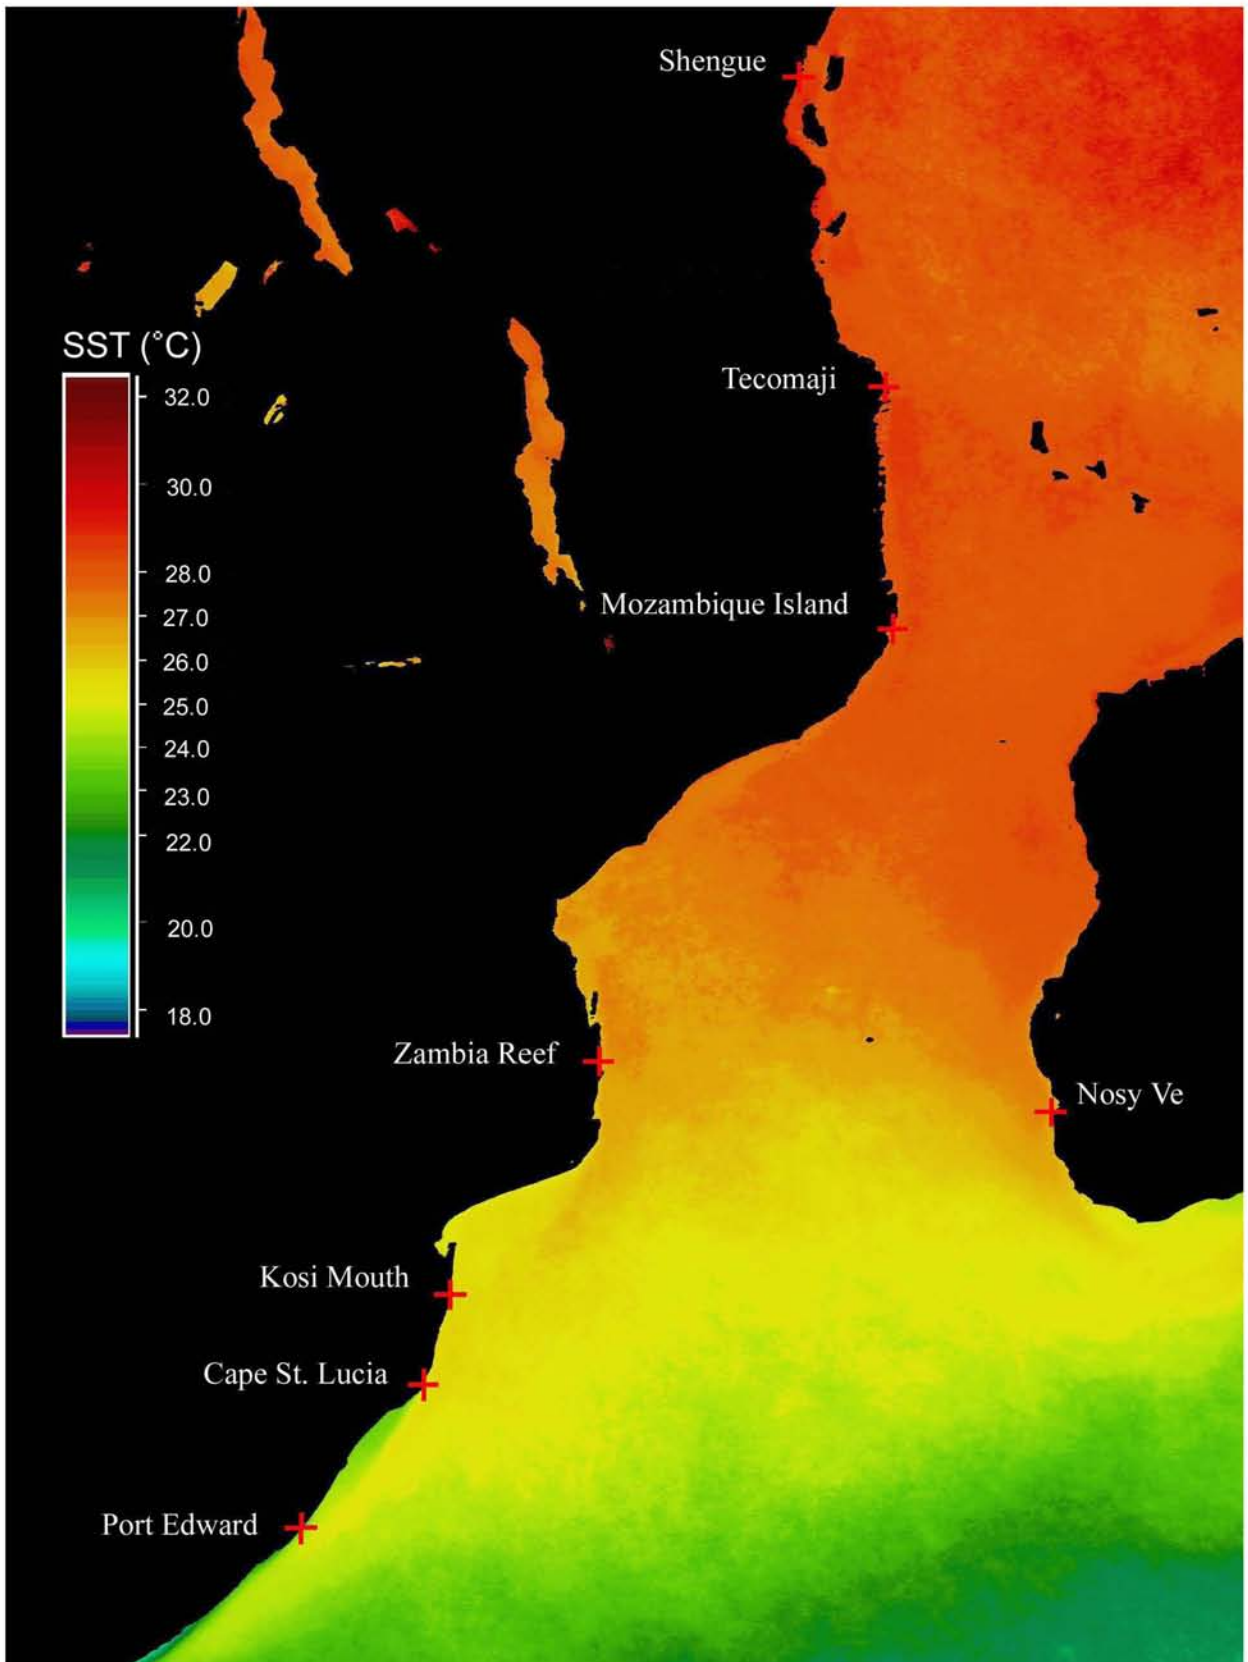 Shengue
SST (°C)
Tecomaji
32.0
30.0
28.0
Mozambique Island
27.0
26.0
25.0
24.0
23.0
22.0
20.0
18.0
Zambia Reef
Nosy Ve
Kosi Mouth
Cape St. Lucia
Port Edward